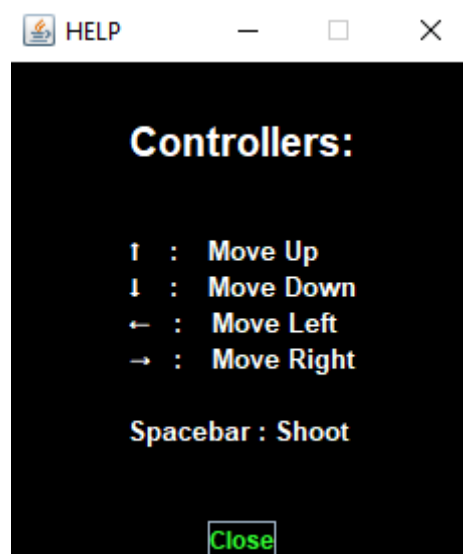 HELP
Controllers:
↑ : Move Up
↓ : Move Down
← : Move Left
→ : Move Right
Spacebar : Shoot
Close